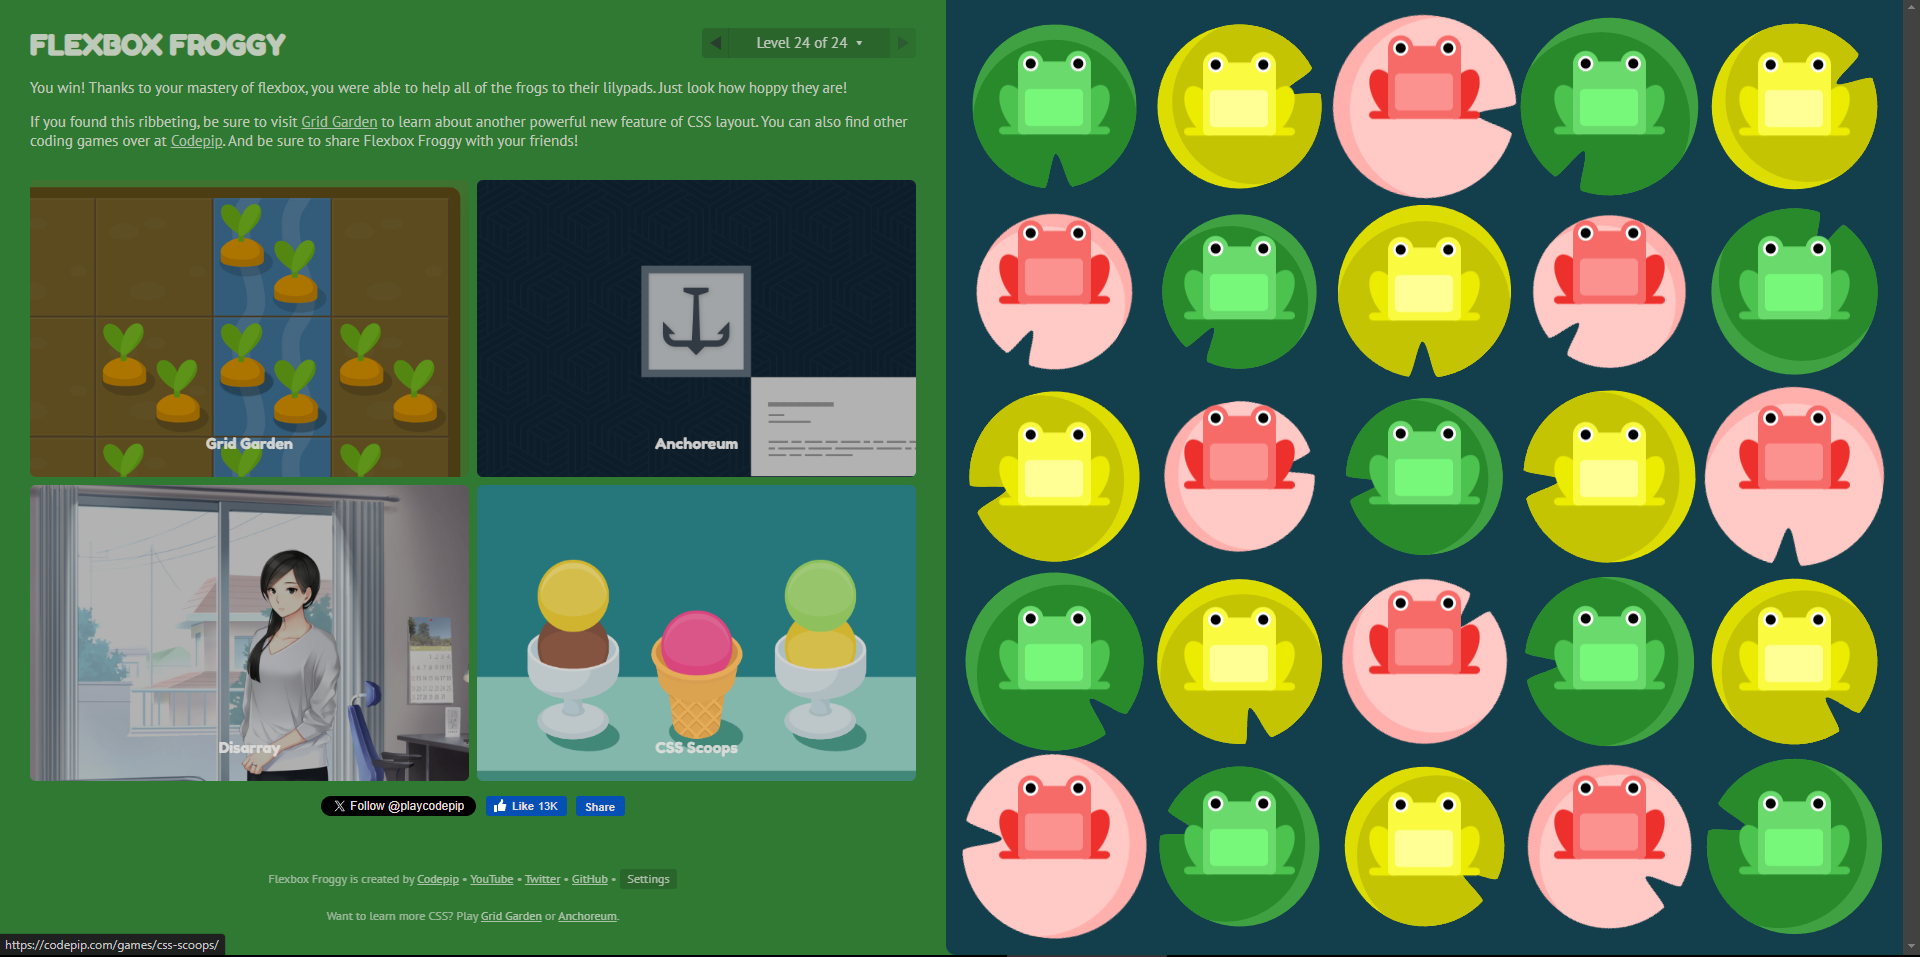 FLEXBOX FROGGY
Level 24 of 24
You win! Thanks to your mastery of flexbox, you were able to help all of the frogs to their lilypads. Just look how hoppy they are!
If you found this ribbeting, be sure to visit Grid Garden to learn about another powerful new feature of CSS layout. You can also find other
coding games over at Codepip. And be sure to share Flexbox Froggy with your friends!
Grid Garden
Anchoreum
Disarray
CSS Scoops
Follow @playcodepip
Like 13K
Share
Flexbox Froggy is created by Codepip • YouTube • Twitter • GitHub • Settings
Want to learn more CSS? Play Grid Garden or Anchoreum.
https://codepip.com/games/css-scoops/